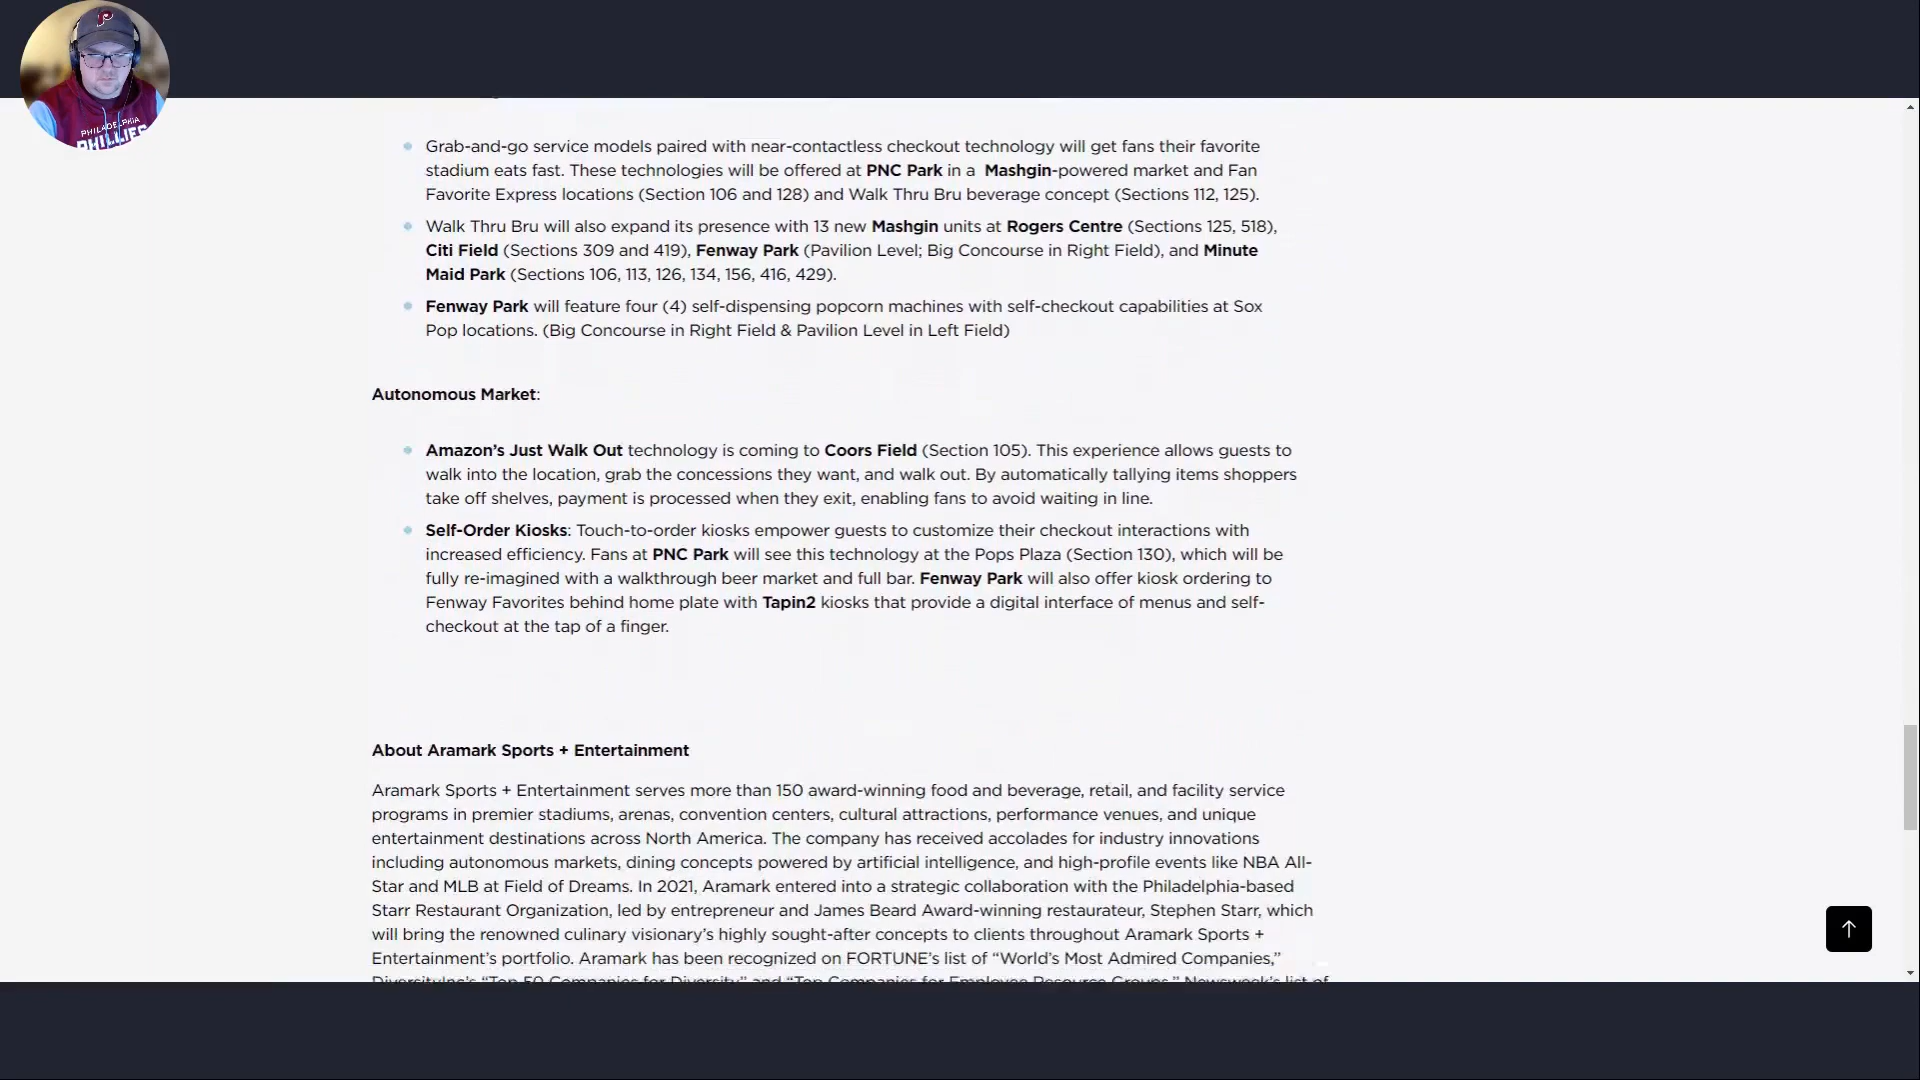 P
PHILADELPHIA
PHILLIES
Grab-and-go service models paired with near-contactless checkout technology will get fans their favorite
stadium eats fast. These technologies will be offered at PNC Park in a Mashgin-powered market and Fan
Favorite Express locations (Section 106 and 128) and Walk Thru Bru beverage concept (Sections 112, 125).
Walk Thru Bru will also expand its presence with 13 new Mashgin units at Rogers Centre (Sections 125, 518),
Citi Field (Sections 309 and 419), Fenway Park (Pavilion Level; Big Concourse in Right Field), and Minute
Maid Park (Sections 106, 113, 126, 134, 156, 416, 429).
Fenway Park will feature four (4) self-dispensing popcorn machines with self-checkout capabilities at Sox
Pop locations. (Big Concourse in Right Field & Pavilion Level in Left Field)
Autonomous Market:
Amazon’s Just Walk Out technology is coming to Coors Field (Section 105). This experience allows guests to
walk into the location, grab the concessions they want, and walk out. By automatically tallying items shoppers
take off shelves, payment is processed when they exit, enabling fans to avoid waiting in line.
Self-Order Kiosks: Touch-to-order kiosks empower guests to customize their checkout interactions with
increased efficiency. Fans at PNC Park will see this technology at the Pops Plaza (Section 130), which will be
fully re-imagined with a walkthrough beer market and full bar. Fenway Park will also offer kiosk ordering to
Fenway Favorites behind home plate with Tapin2 kiosks that provide a digital interface of menus and self-
checkout at the tap of a finger.
About Aramark Sports + Entertainment
Aramark Sports + Entertainment serves more than 150 award-winning food and beverage, retail, and facility service
programs in premier stadiums, arenas, convention centers, cultural attractions, performance venues, and unique
entertainment destinations across North America. The company has received accolades for industry innovations
including autonomous markets, dining concepts powered by artificial intelligence, and high-profile events like NBA All-
Star and MLB at Field of Dreams. In 2021, Aramark entered into a strategic collaboration with the Philadelphia-based
Starr Restaurant Organization, led by entrepreneur and James Beard Award-winning restaurateur, Stephen Starr, which
will bring the renowned culinary visionary’s highly sought-after concepts to clients throughout Aramark Sports +
Entertainment’s portfolio. Aramark has been recognized on FORTUNE’s list of “World’s Most Admired Companies,”
DiversityInc’s “Top 50 Companies for Diversity” and “Top Companies for Employee Resource Groups,” Newsweek’s list of